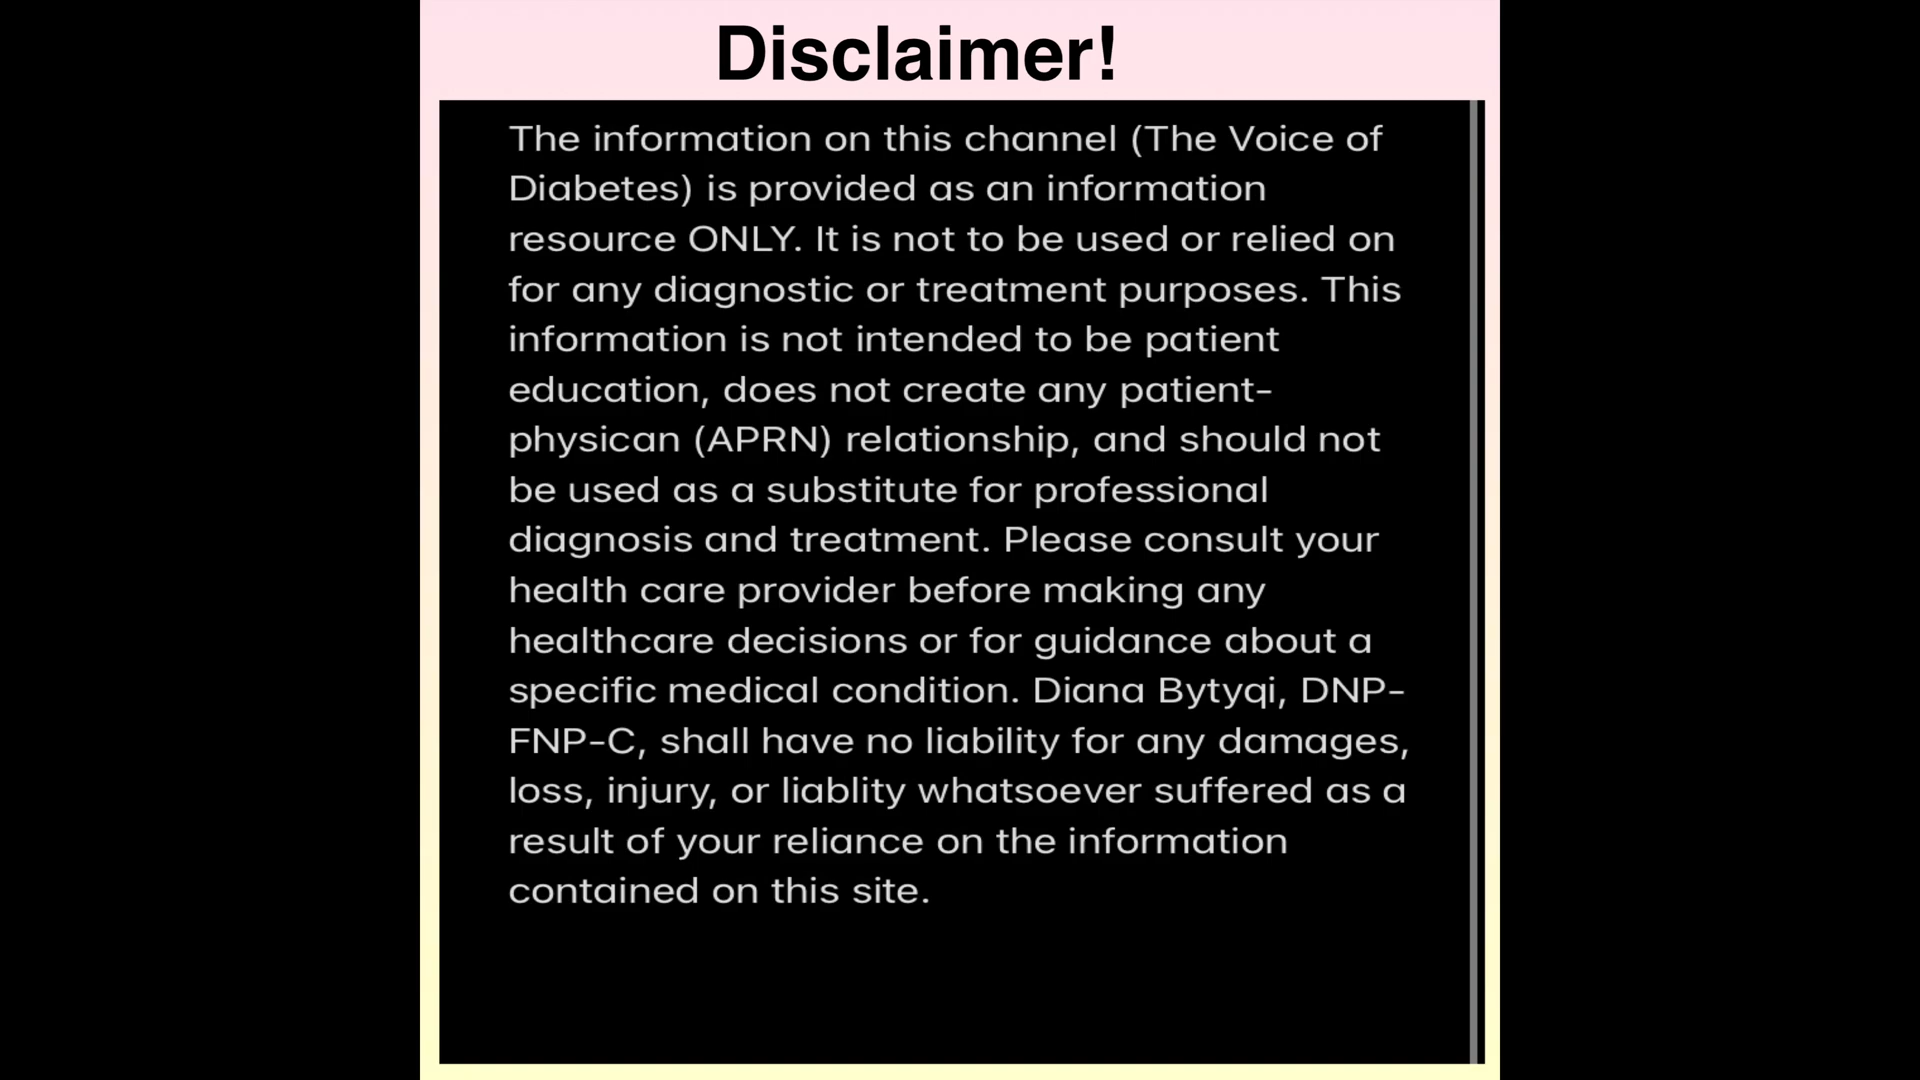 Disclaimer!
The information on this channel (The Voice of
Diabetes) is provided as an information
resource ONLY. It is not to be used or relied on
for any diagnostic or treatment purposes. This
information is not intended to be patient
education, does not create any patient-
physican (APRN) relationship, and should not
be used as a substitute for professional
diagnosis and treatment. Please consult your
health care provider before making any
healthcare decisions or for guidance about a
specific medical condition. Diana Bytyqi, DNP-
FNP-C, shall have no liability for any damages,
loss, injury, or liablity whatsoever suffered as a
result of your reliance on the information
contained on this site.